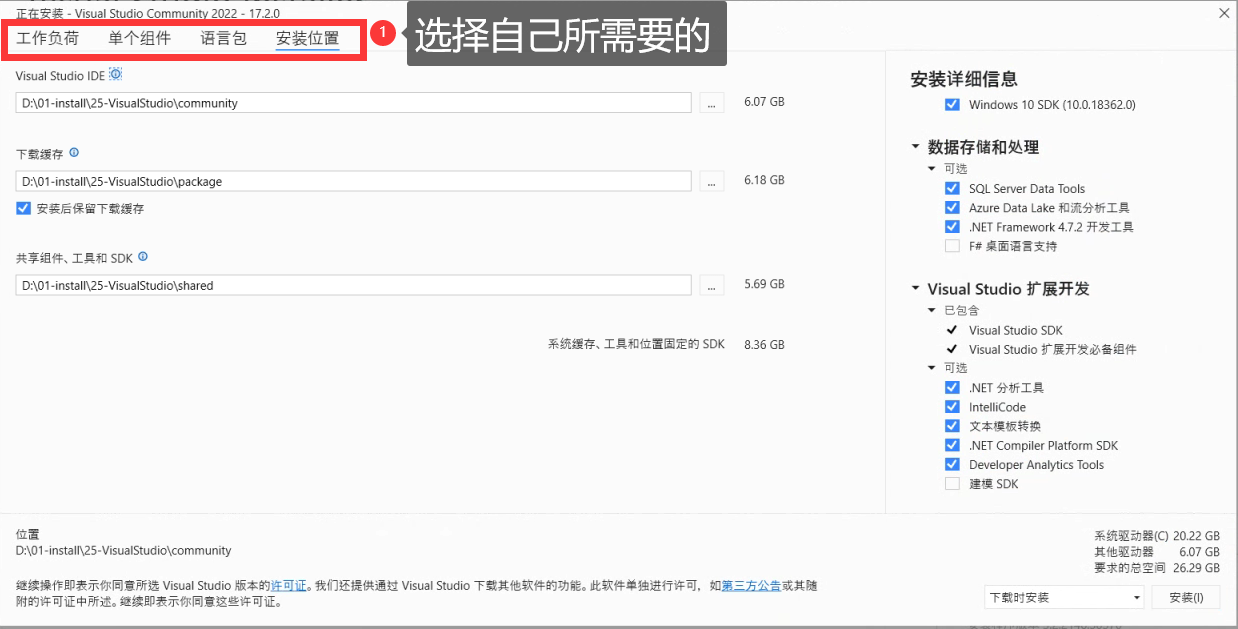 正在安装 - Visual Studio Community 2022 - 17.2.0
工作负荷 单个组件 语言包 安装位置
1 选择自己所需要的
Visual Studio IDE
D:\01-install\25-VisualStudio\community ... 6.07 GB
下载缓存
D:\01-install\25-VisualStudio\package ... 6.18 GB
安装后保留下载缓存
共享组件、工具和 SDK
D:\01-install\25-VisualStudio\shared ... 5.69 GB
系统缓存、工具和位置固定的 SDK 8.36 GB
安装详细信息
Windows 10 SDK (10.0.18362.0)
数据存储和处理
可选
SQL Server Data Tools
Azure Data Lake 和流分析工具
.NET Framework 4.7.2 开发工具
F# 桌面语言支持
Visual Studio 扩展开发
已包含
Visual Studio SDK
Visual Studio 扩展开发必备组件
可选
.NET 分析工具
IntelliCode
文本模板转换
.NET Compiler Platform SDK
Developer Analytics Tools
建模 SDK
位置
D:\01-install\25-VisualStudio\community
继续操作即表示你同意所选 Visual Studio 版本的许可证。我们还提供通过 Visual Studio 下载其他软件的功能。此软件单独进行许可，如第三方公告或其随
附的许可证中所述。继续即表示你同意这些许可证。
系统驱动器(C) 20.22 GB
其他驱动器 6.07 GB
要求的总空间 26.29 GB
下载时安装 安装(I)